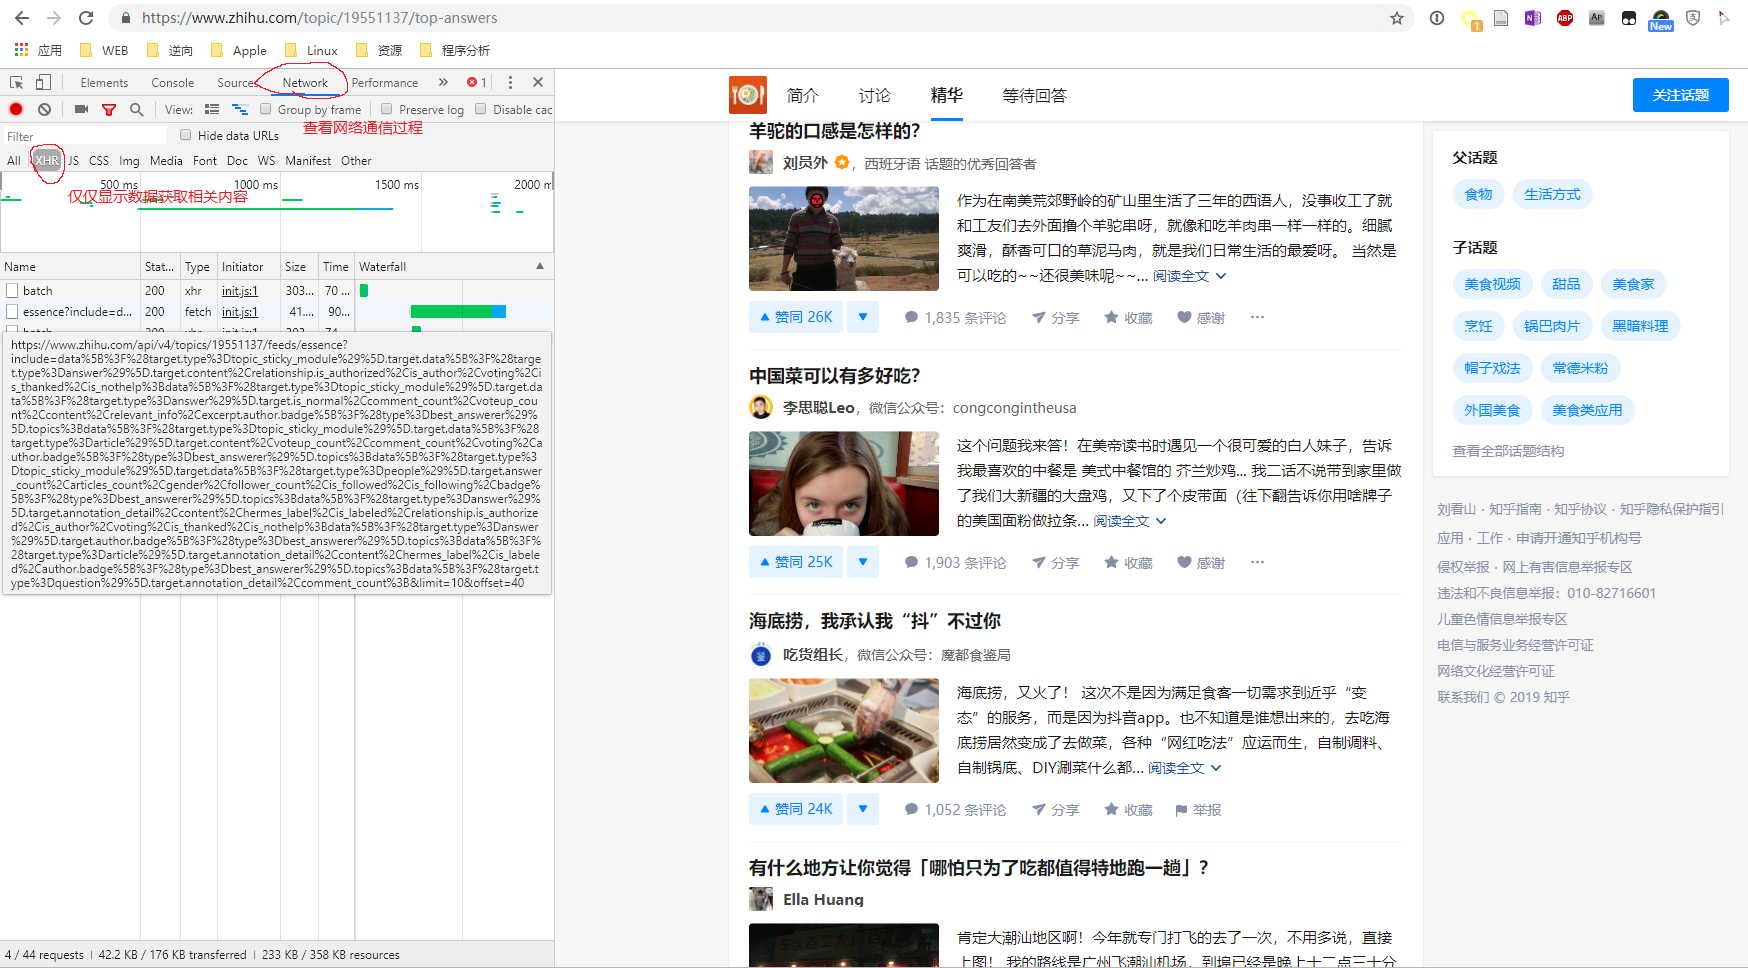 https://www.zhihu.com/topic/19551137/top-answers
1
ABP
AP
New
应用 WEB 逆向 Apple Linux 资源 程序分析
Elements Console Sources Network Performance » 1
View: Group by frame Preserve log Disable cac
查看网络通信过程
Filter
Hide data URLs
All XHR JS CSS Img Media Font Doc WS Manifest Other
500 ms 1000 ms 1500 ms 2000 m
仅仅显示数据获取相关内容
Name Stat... Type Initiator Size Time Waterfall
batch 200 xhr init.js:1 303... 70 ...
essence?include=d... 200 fetch init.js:1 41.... 90...
https://www.zhihu.com/api/v4/topics/19551137/feeds/essence?
include=data%5B%3F%28target.type%3Dtopic_sticky_module%29%5D.target.data%5B%3F%28target
.type%3Danswer%29%5D.target.content%2Crelationship.is_authorized%2Cis_author%2Cvoting%2Ci
s_thanked%2Cis_nothelp%3Bdata%5B%3F%28target.type%3Dtopic_sticky_module%29%5D.target.da
ta%5B%3F%28target.type%3Danswer%29%5D.target.is_normal%2Ccomment_count%2Cvoteup_co
unt%2Ccontent%2Crelevant_info%2Cexcerpt.author.badge%5B%3F%28type%3Dbest_answerer%29%
5D.topics%3Bdata%5B%3F%28target.type%3Dtopic_sticky_module%29%5D.target.data%5B%3F%28
target.type%3Darticle%29%5D.target.content%2Cvoteup_count%2Ccomment_count%2Cvoting%2Ca
uthor.badge%5B%3F%28type%3Dbest_answerer%29%5D.topics%3Bdata%5B%3F%28target.type%3D
topic_sticky_module%29%5D.target.data%5B%3F%28target.type%3Dpeople%29%5D.target.answer
_count%2Carticles_count%2Cgender%2Cfollower_count%2Cis_followed%2Cis_following%2Cbadge%
5B%3F%28type%3Dbest_answerer%29%5D.topics%3Bdata%5B%3F%28target.type%3Danswer%29%
5D.target.annotation_detail%2Ccontent%2Chermes_label%2Cis_labeled%2Crelationship.is_authorized
%2Cis_author%2Cvoting%2Cis_thanked%2Cis_nothelp%3Bdata%5B%3F%28target.type%3Danswer
%29%5D.target.author.badge%5B%3F%28type%3Dbest_answerer%29%5D.topics%3Bdata%5B%3F%
28target.type%3Darticle%29%5D.target.annotation_detail%2Ccontent%2Chermes_label%2Cis_labele
d%2Cauthor.badge%5B%3F%28type%3Dbest_answerer%29%5D.topics%3Bdata%5B%3F%28target.t
ype%3Dquestion%29%5D.target.annotation_detail%2Ccomment_count%3B&limit=10&offset=40
4 / 44 requests | 42.2 KB / 176 KB transferred | 233 KB / 358 KB resources
简介 讨论 精华 等待回答
关注话题
羊驼的口感是怎样的？
刘员外 ，西班牙语 话题的优秀回答者
作为在南美荒郊野岭的矿山里生活了三年的西语人，没事收工了就
和工友们去外面撸个羊驼串呀，就像和吃羊肉串一样一样的。细腻
爽滑，酥香可口的草泥马肉，就是我们日常生活的最爱呀。 当然是
可以吃的~~还很美味呢~~... 阅读全文
赞同 26K 1,835 条评论 分享 收藏 感谢 ···
中国菜可以有多好吃？
李思聪Leo，微信公众号：congcongintheusa
这个问题我来答！在美帝读书时遇见一个很可爱的白人妹子，告诉
我最喜欢的中餐是 美式中餐馆的 芥兰炒鸡... 我二话不说带到家里做
了我们大新疆的大盘鸡，又下了个皮带面（往下翻告诉你用啥牌子
的美国面粉做拉条... 阅读全文
赞同 25K 1,903 条评论 分享 收藏 感谢 ···
海底捞，我承认我“抖”不过你
吃货组长，微信公众号：魔都食鉴局
海底捞，又火了！ 这次不是因为满足食客一切需求到近乎“变
态”的服务，而是因为抖音app。也不知道是谁想出来的，去吃海
底捞居然变成了去做菜，各种“网红吃法”应运而生，自制调料、
自制锅底、DIY涮菜什么都... 阅读全文
赞同 24K 1,052 条评论 分享 收藏 举报
有什么地方让你觉得「哪怕只为了吃都值得特地跑一趟」？
Ella Huang
肯定大潮汕地区啊！今年就专门打飞的去了一次，不用多说，直接
上图！ 我的路线是广州飞潮汕机场，到埠已经是晚上十二点三十分
父话题
食物 生活方式
子话题
美食视频 甜品 美食家
烹饪 锅巴肉片 黑暗料理
帽子戏法 常德米粉
外国美食 美食类应用
查看全部话题结构
刘看山 · 知乎指南 · 知乎协议 · 知乎隐私保护指引
应用 · 工作 · 申请开通知乎机构号
侵权举报 · 网上有害信息举报专区
违法和不良信息举报：010-82716601
儿童色情信息举报专区
电信与服务业务经营许可证
网络文化经营许可证
联系我们 © 2019 知乎